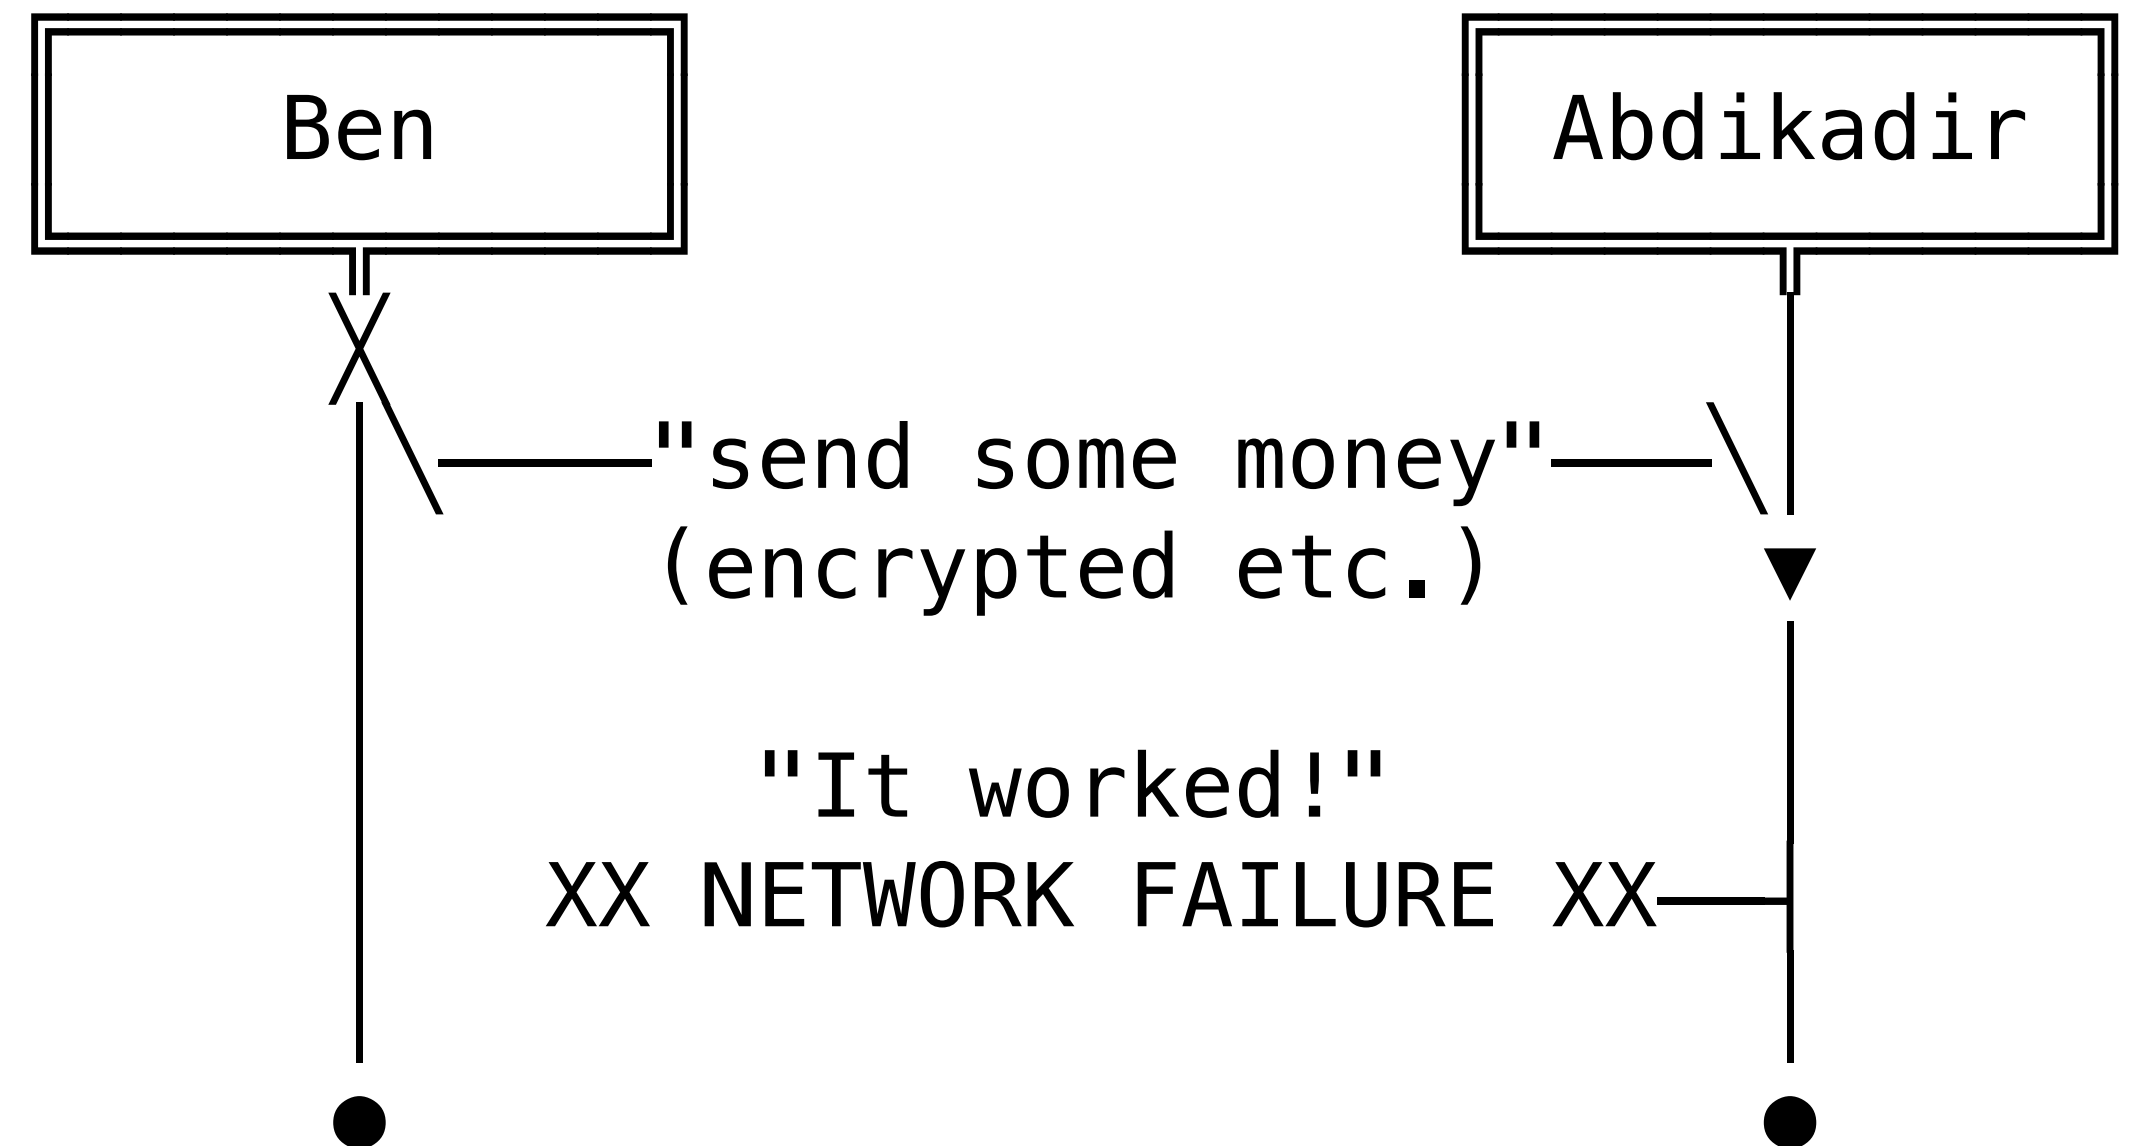 Ben
Abdikadir
"send some money"
(encrypted etc.)
"It worked!"
XX NETWORK FAILURE XX